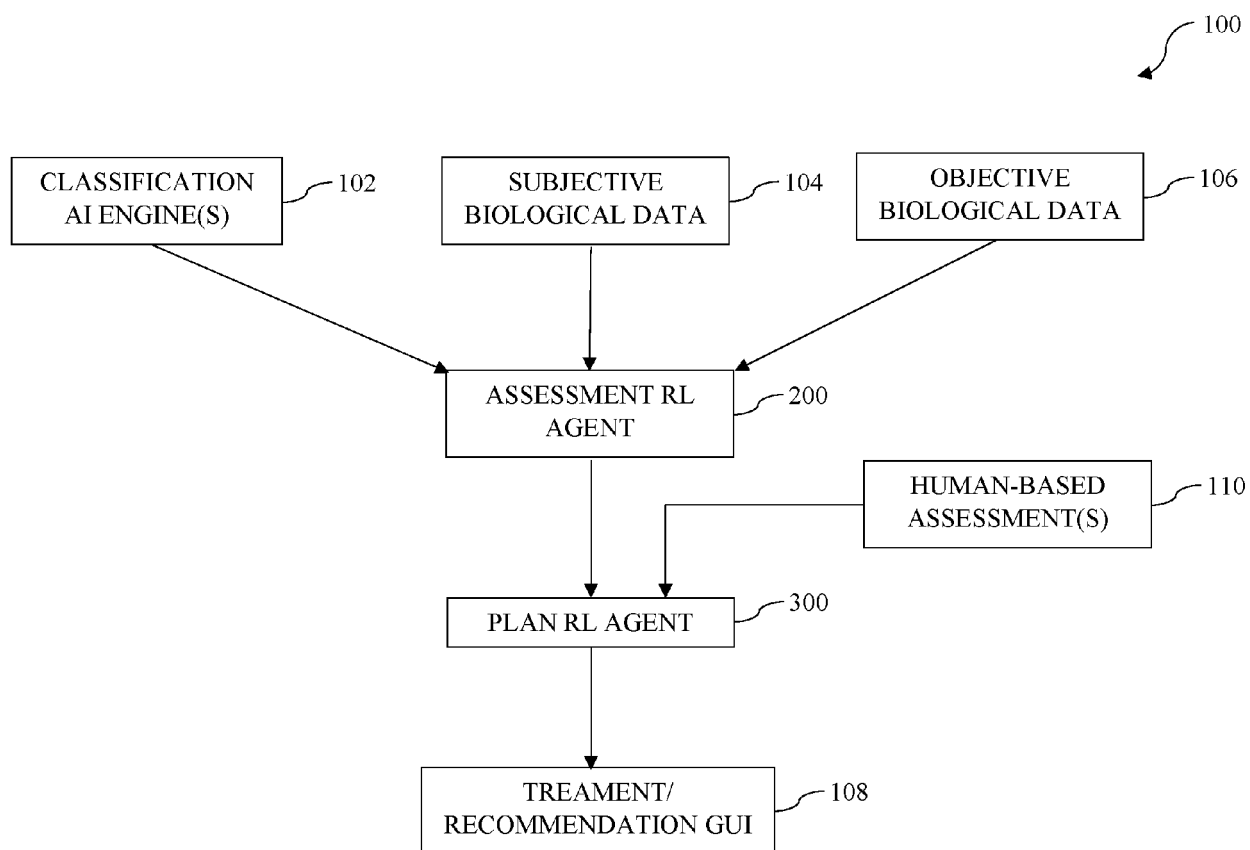 100
CLASSIFICATION
AI ENGINE(S)
102
SUBJECTIVE
BIOLOGICAL DATA
104
OBJECTIVE
BIOLOGICAL DATA
106
ASSESSMENT RL
AGENT
200
HUMAN-BASED
ASSESSMENT(S)
110
PLAN RL AGENT
300
TREAMENT/
RECOMMENDATION GUI
108